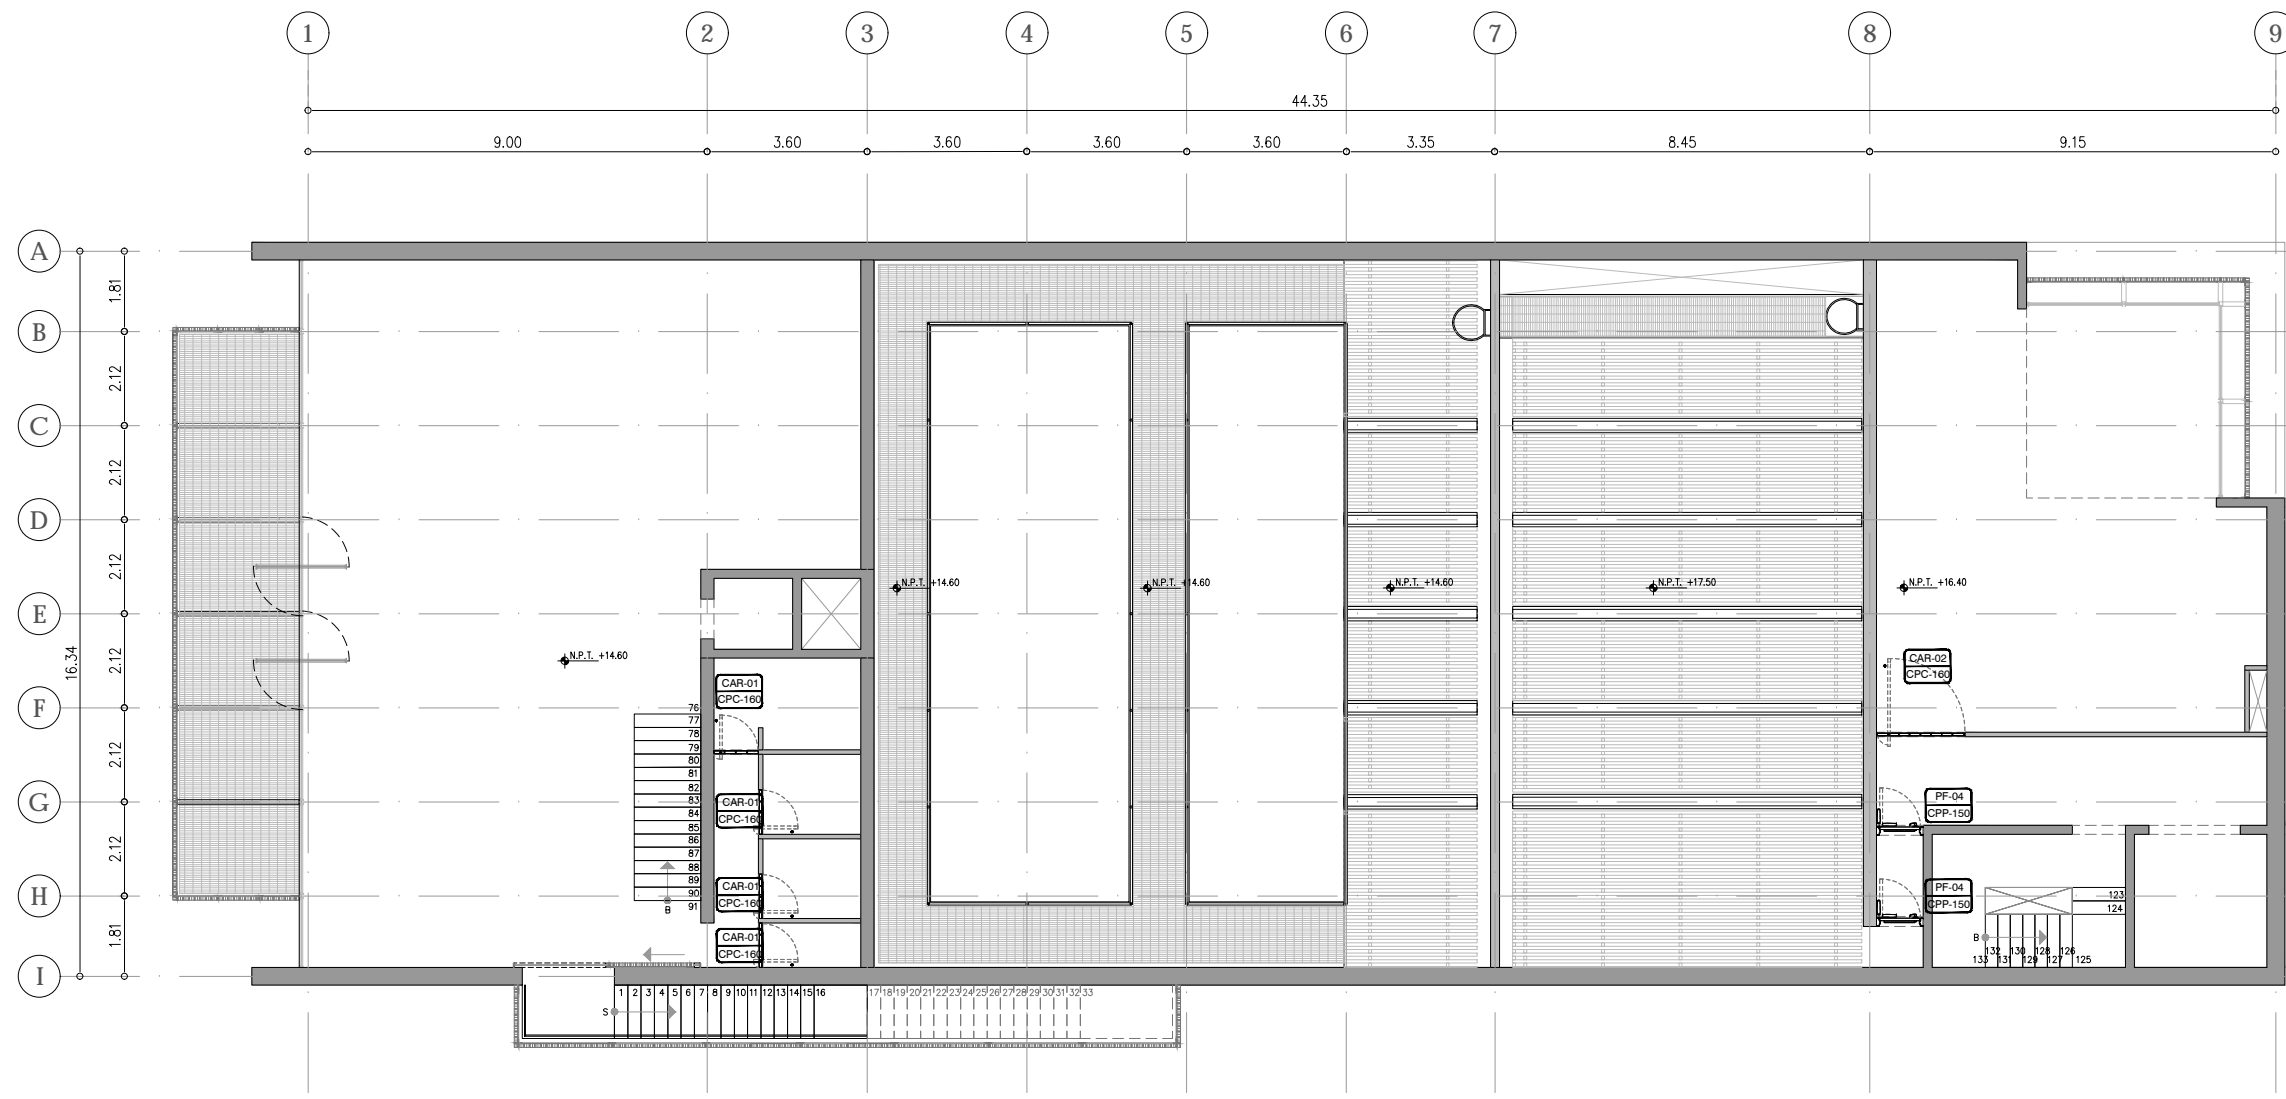 1 2 3 4 5 6 7 8 9
44.35
9.00 3.60 3.60 3.60 3.60 3.35 8.45 9.15
A
1.81
B
2.12
C
2.12
D
2.12
E
16.34
2.12
F
2.12
G
2.12
H
1.81
I
N.P.T. +14.60
N.P.T. +14.60
N.P.T. +14.60
N.P.T. +17.50
N.P.T. +16.40
N.P.T. +14.60
CAR-01
CPC-160
CAR-02
CPC-160
76
77
78
79
80
81
82
83
84
85
86
87
88
89
90
91
B
CAR-01
CPC-160
CAR-01
CPC-160
CAR-01
CPC-160
PF-04
CPP-150
PF-04
CPP-150
123
124
B
132 130 128 126
133 131 129 127 125
S
1 2 3 4 5 6 7 8 9 10 11 12 13 14 15 16 17 18 19 20 21 22 23 24 25 26 27 28 29 30 31 32 33